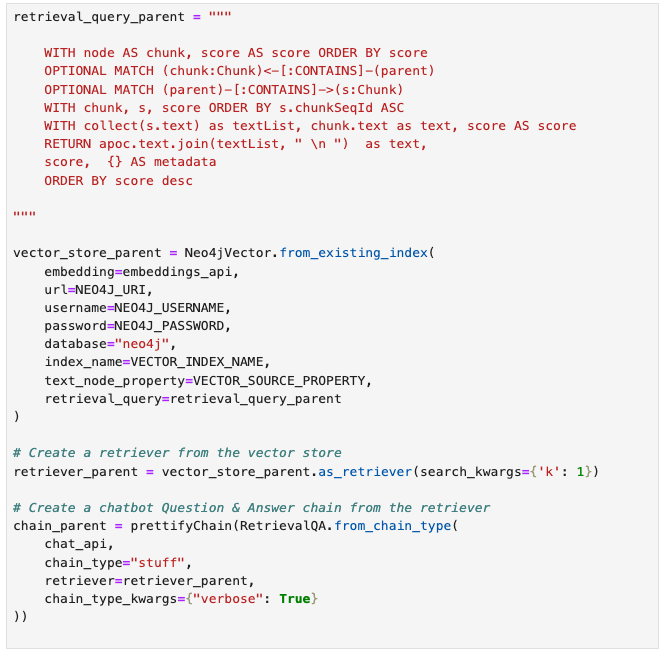 retrieval_query_parent = """
    WITH node AS chunk, score AS score ORDER BY score
    OPTIONAL MATCH (chunk:Chunk)<-[:CONTAINS]-(parent)
    OPTIONAL MATCH (parent)-[:CONTAINS]->(s:Chunk)
    WITH chunk, s, score ORDER BY s.chunkSeqId ASC
    WITH collect(s.text) as textList, chunk.text as text, score AS score
    RETURN apoc.text.join(textList, " \n ")  as text,
    score,  {} AS metadata
    ORDER BY score desc
"""
vector_store_parent = Neo4jVector.from_existing_index(
    embedding=embeddings_api,
    url=NEO4J_URI,
    username=NEO4J_USERNAME,
    password=NEO4J_PASSWORD,
    database="neo4j",
    index_name=VECTOR_INDEX_NAME,
    text_node_property=VECTOR_SOURCE_PROPERTY,
    retrieval_query=retrieval_query_parent
)
# Create a retriever from the vector store
retriever_parent = vector_store_parent.as_retriever(search_kwargs={'k': 1})
# Create a chatbot Question & Answer chain from the retriever
chain_parent = prettifyChain(RetrievalQA.from_chain_type(
    chat_api,
    chain_type="stuff",
    retriever=retriever_parent,
    chain_type_kwargs={"verbose": True}
))